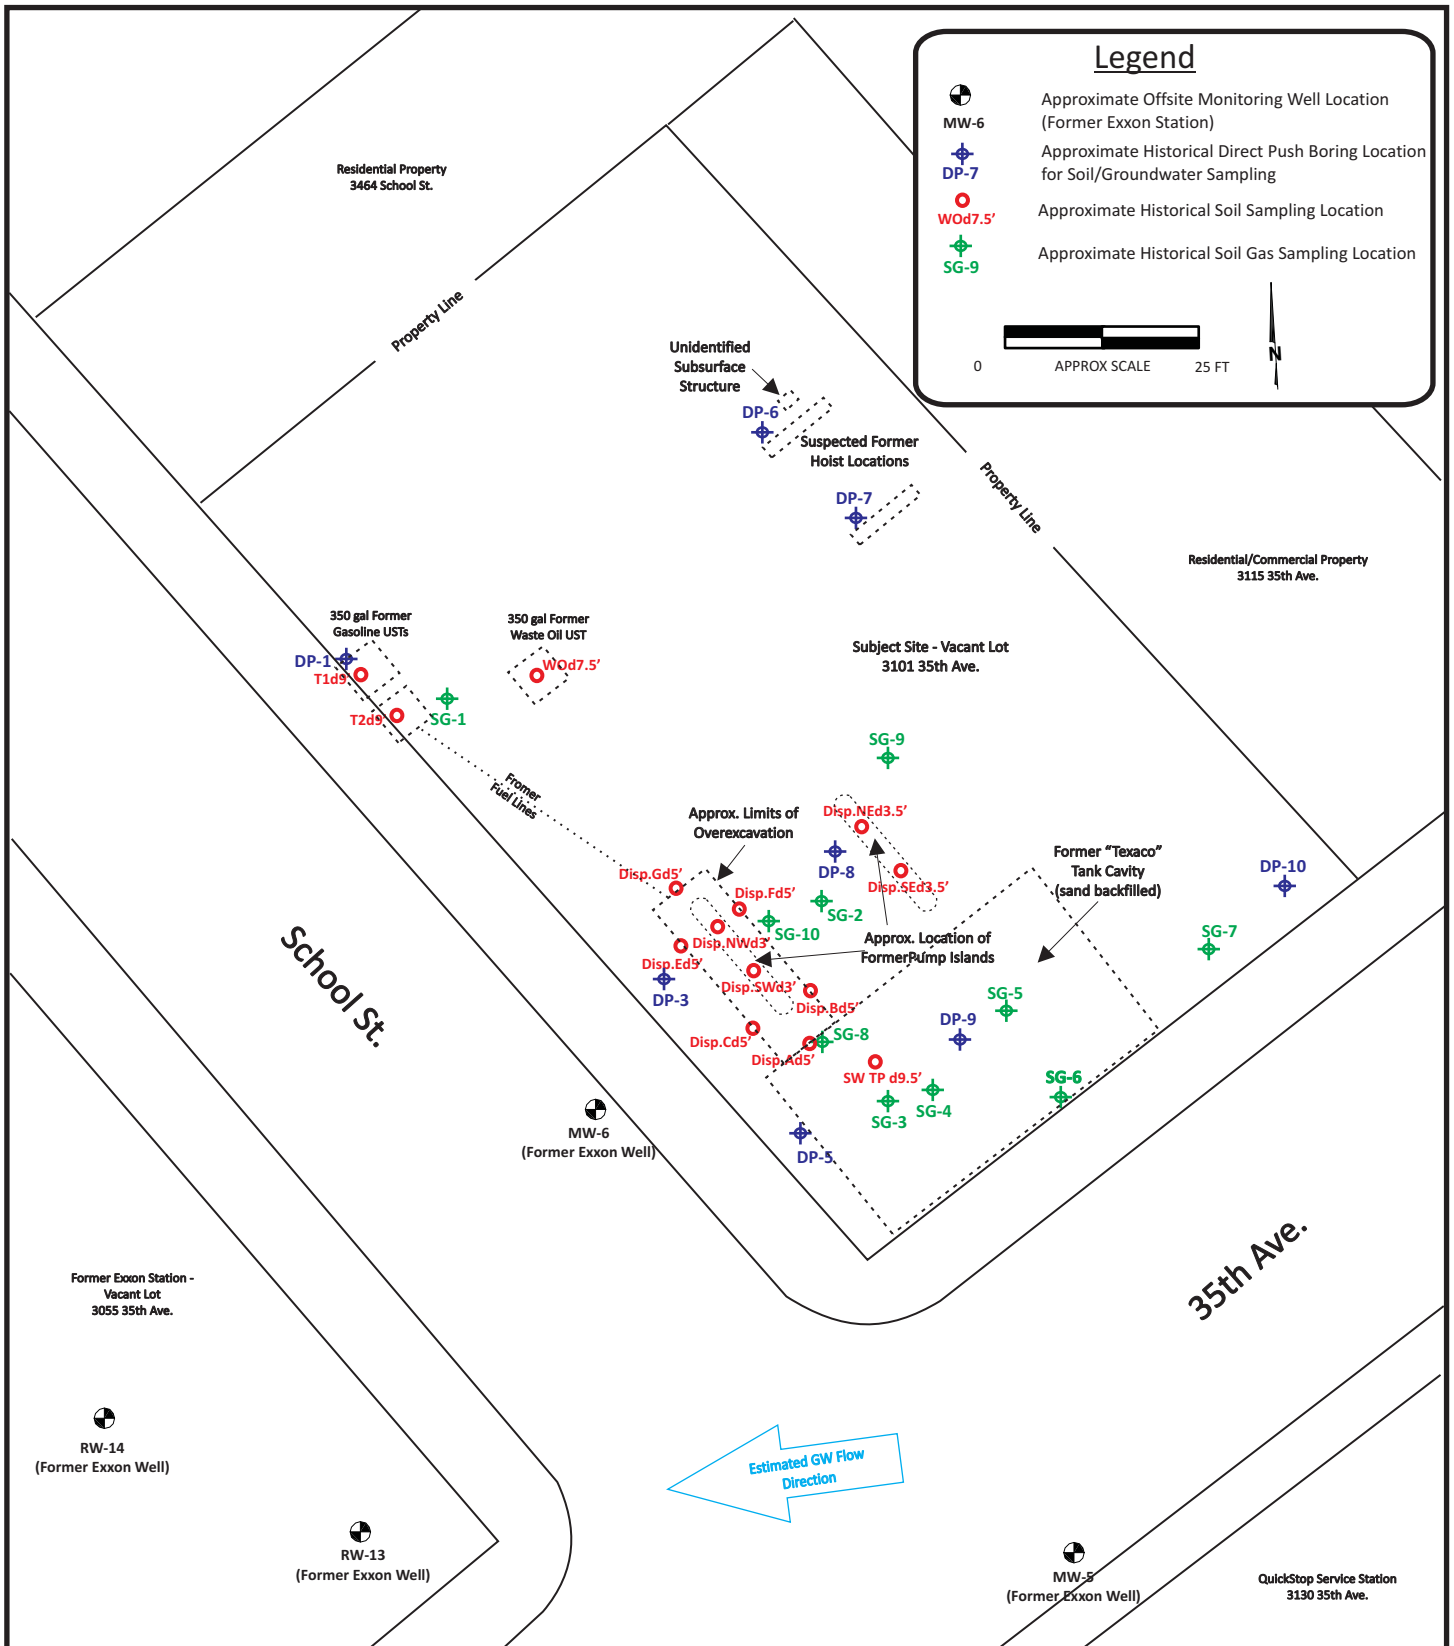 Legend
MW-6
Approximate Offsite Monitoring Well Location
(Former Exxon Station)
DP-7
Approximate Historical Direct Push Boring Location
for Soil/Groundwater Sampling
WOd7.5’
Approximate Historical Soil Sampling Location
SG-9
Approximate Historical Soil Gas Sampling Location
0
APPROX SCALE
25 FT
N
Residential Property
3464 School St.
Property Line
Unidentified
Subsurface
Structure
DP-6
Suspected Former
Hoist Locations
DP-7
Property Line
Residential/Commercial Property
3115 35th Ave.
350 gal Former
Gasoline USTs
350 gal Former
Waste Oil UST
DP-1
T1d9’
WOd7.5’
T2d9’
SG-1
Subject Site - Vacant Lot
3101 35th Ave.
SG-9
Fromer
Fuel Lines
Approx. Limits of
Overexcavation
Disp.NEd3.5’
DP-8
Disp.SEd3.5’
Former “Texaco”
Tank Cavity
(sand backfilled)
DP-10
Disp.Gd5’
Disp.Fd5’
SG-2
SG-10
Disp.NWd3’
Approx. Location of
FormerPump Islands
SG-7
Disp.Ed5’
Disp.SWd3’
DP-3
Disp.Bd5’
SG-5
DP-9
Disp.Cd5’
SG-8
Disp.Ad5’
SW TP d9.5’
SG-6
SG-3
SG-4
DP-5
School St.
MW-6
(Former Exxon Well)
35th Ave.
Former Exxon Station -
Vacant Lot
3055 35th Ave.
RW-14
(Former Exxon Well)
Estimated GW Flow
Direction
RW-13
(Former Exxon Well)
MW-5
(Former Exxon Well)
QuickStop Service Station
3130 35th Ave.